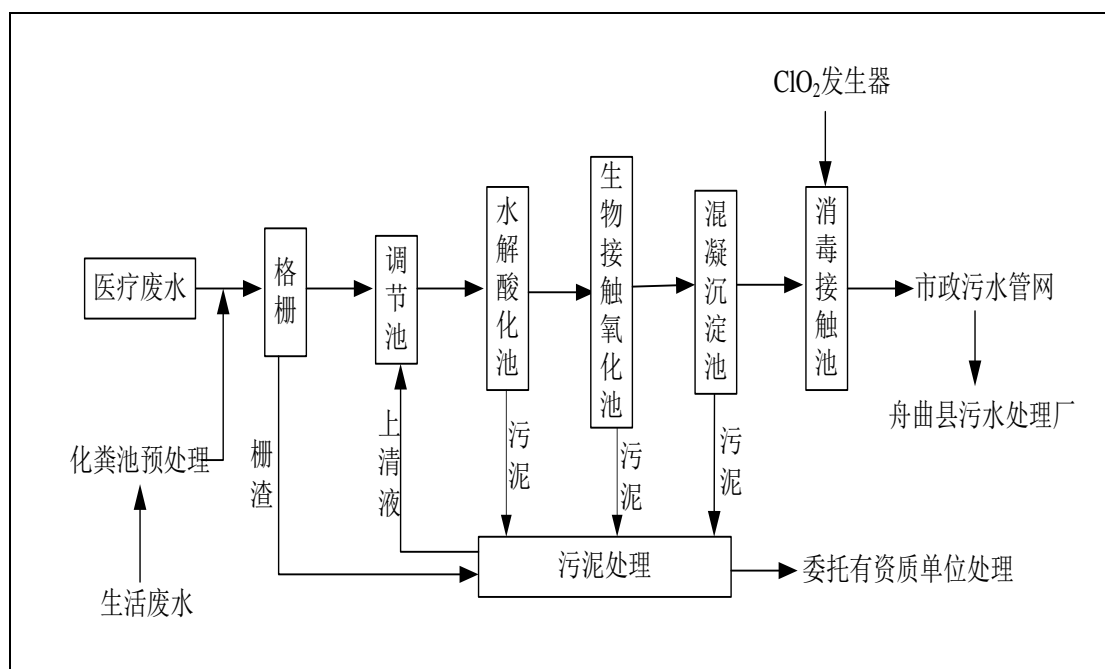 ClO₂发生器
医疗废水
格栅
调节池
水解酸化池
生物接触氧化池
混凝沉淀池
消毒接触池
市政污水管网
舟曲县污水处理厂
化粪池预处理
生活废水
栅渣
上清液
污泥
污泥
污泥
污泥处理
委托有资质单位处理